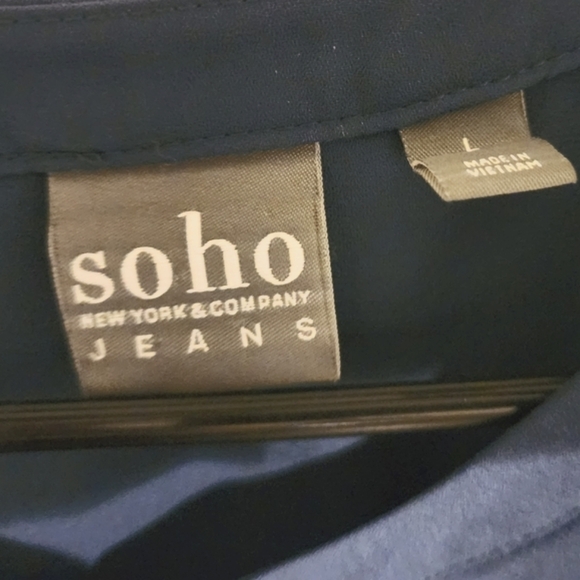 soho
NEW YORK & COMPANY
JEANS
L
MADE IN
VIETNAM